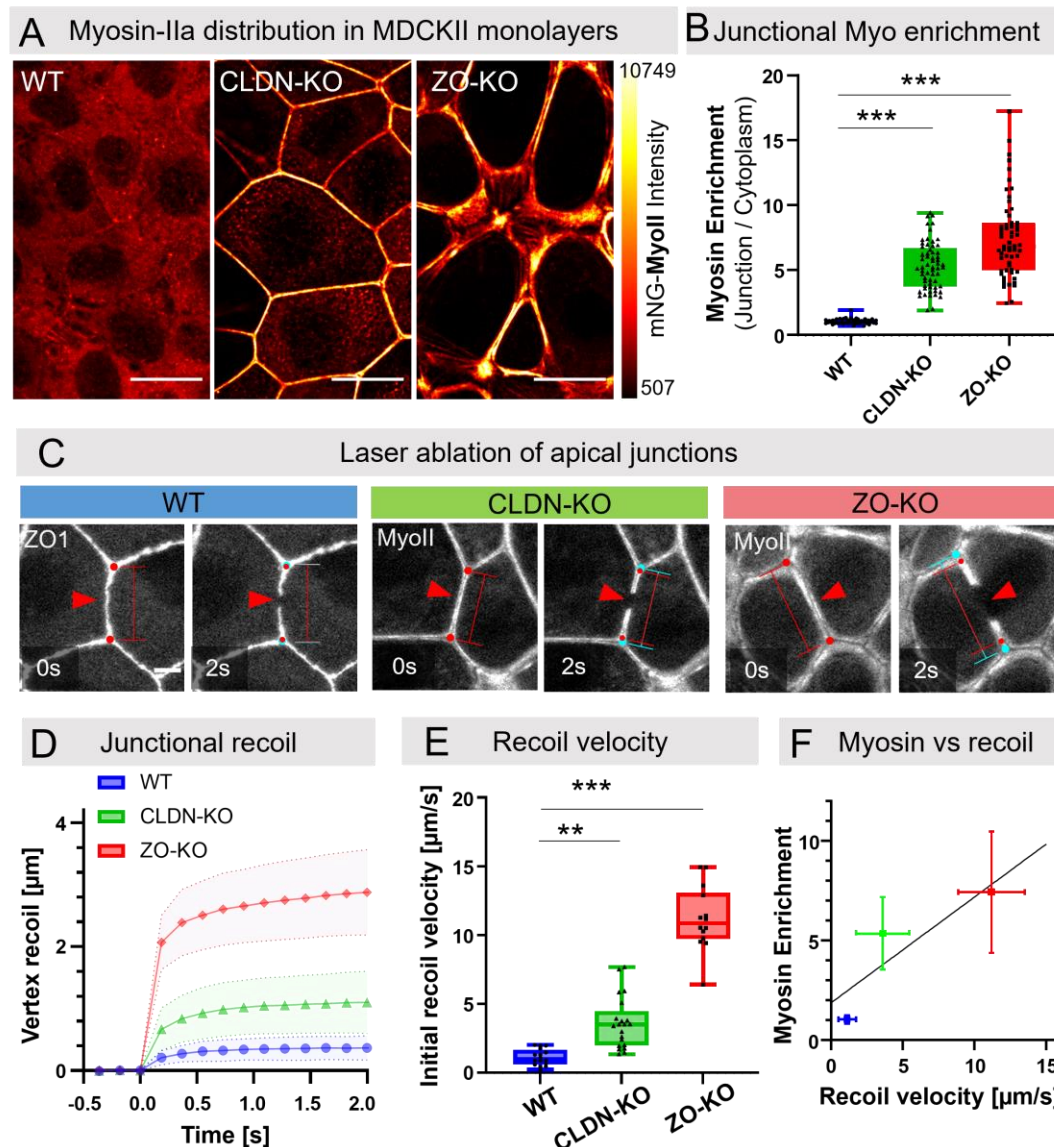 A Myosin-IIa distribution in MDCKII monolayers
WT
CLDN-KO
ZO-KO
10749
mNG-MyoII Intensity
507
B Junctional Myo enrichment
Myosin Enrichment
(Junction / Cytoplasm)
20
15
10
5
0
***
***
WT
CLDN-KO
ZO-KO
C Laser ablation of apical junctions
WT
CLDN-KO
ZO-KO
ZO1
MyoII
MyoII
0s
2s
0s
2s
0s
2s
D Junctional recoil
WT
CLDN-KO
ZO-KO
Vertex recoil [µm]
4
2
0
-0.5
0.0
0.5
1.0
1.5
2.0
Time [s]
E Recoil velocity
Initial recoil velocity [µm/s]
20
15
10
5
0
***
**
WT
CLDN-KO
ZO-KO
F Myosin vs recoil
Myosin Enrichment
10
5
0
0
5
10
15
Recoil velocity [µm/s]